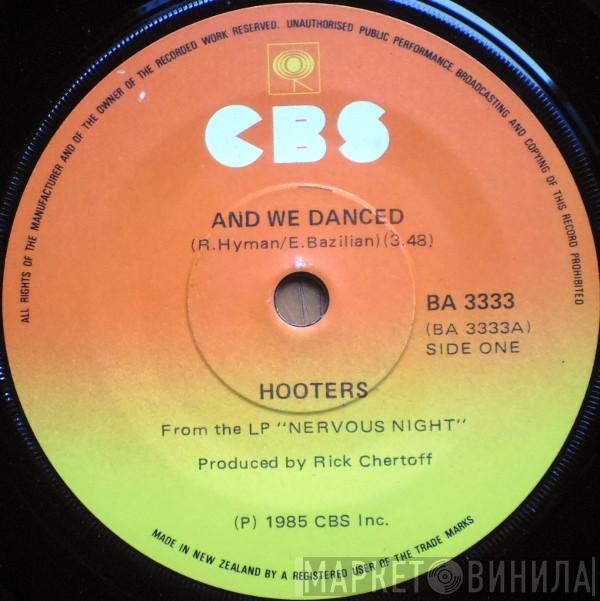 ALL RIGHTS OF THE MANUFACTURER AND OF THE OWNER OF THE RECORDED WORK RESERVED. UNAUTHORISED PUBLIC PERFORMANCE BROADCASTING AND COPYING OF THIS RECORD PROHIBITED
CBS
AND WE DANCED
(R.Hyman/E.Bazilian)(3.48)
BA 3333
(BA 3333A)
SIDE ONE
HOOTERS
From the LP "NERVOUS NIGHT"
Produced by Rick Chertoff
(P) 1985 CBS Inc.
MADE IN NEW ZEALAND BY A REGISTERED USER OF THE TRADE MARKS
МАРКЕТ ВИНИЛА